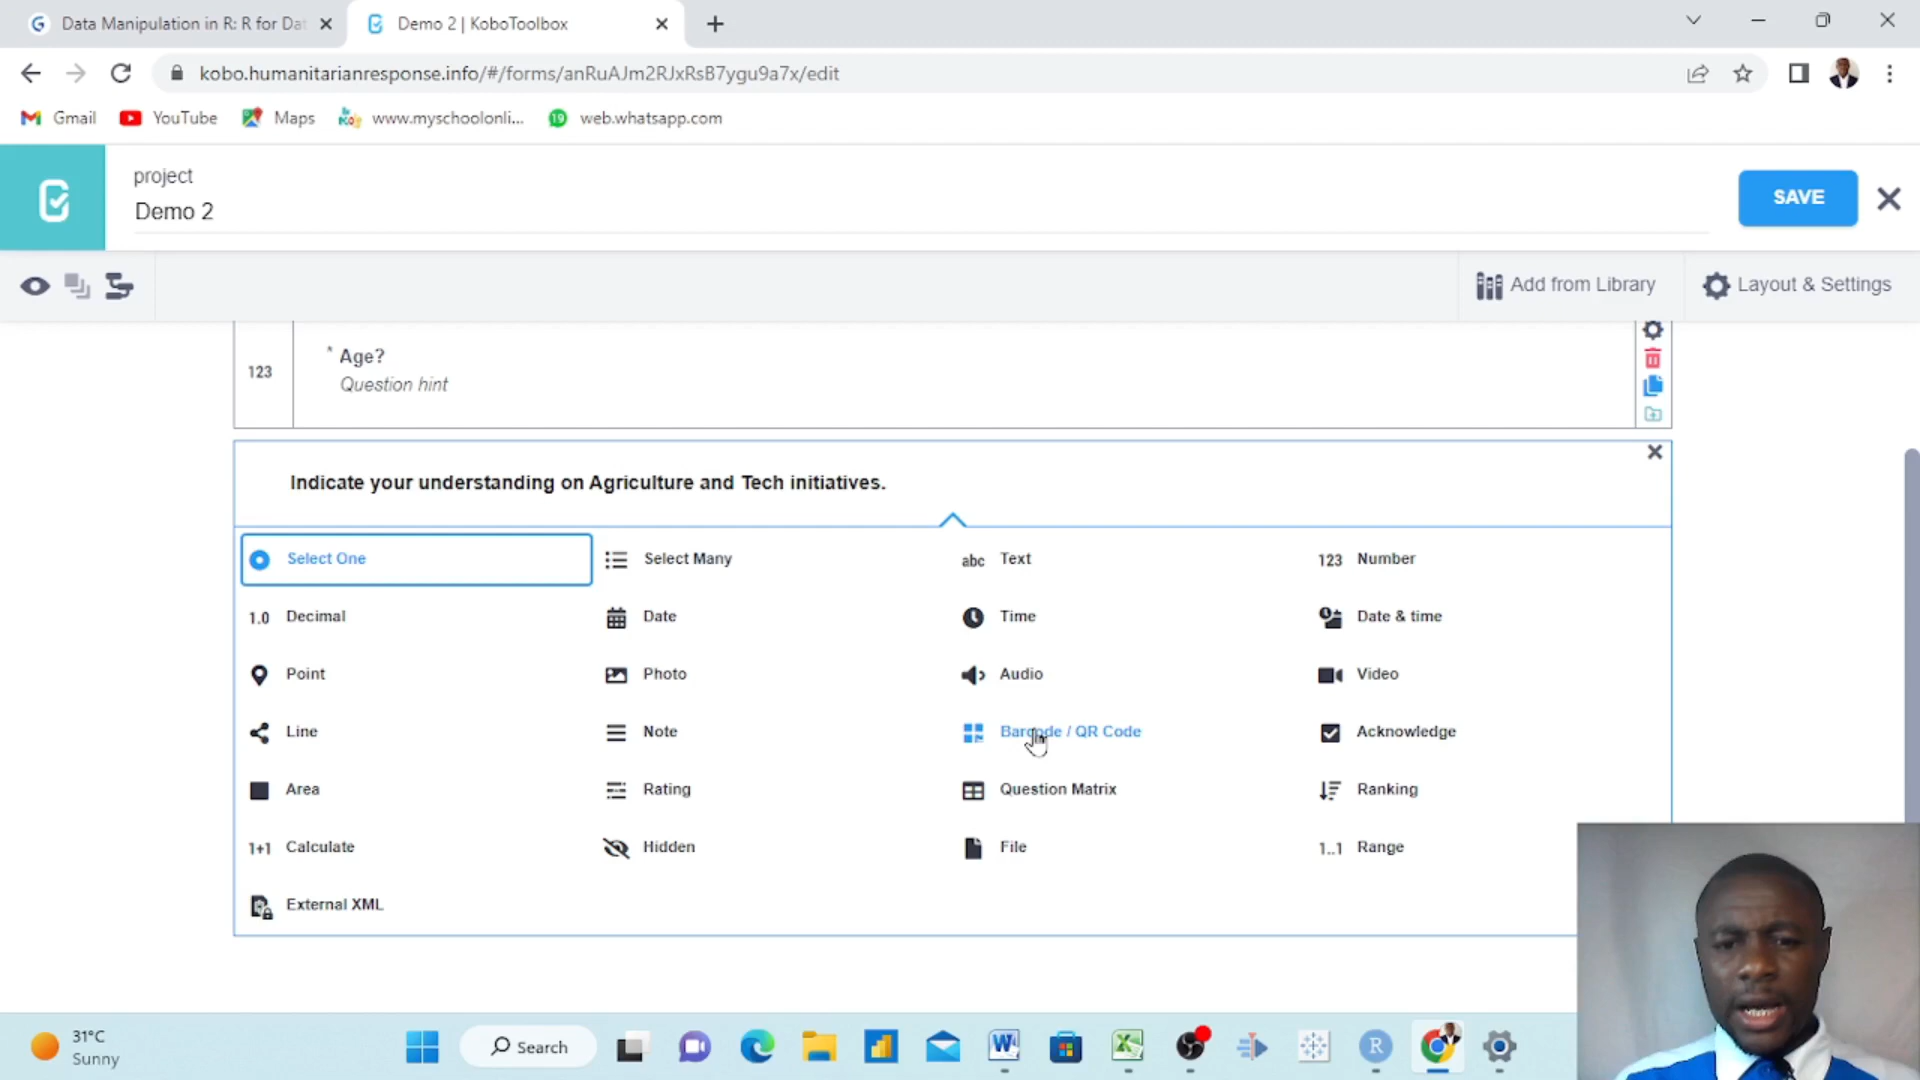 Data Manipulation in R: R for Dat
Demo 2 | KoboToolbox
kobo.humanitarianresponse.info/#/forms/anRuAJm2RJxRsB7ygu9a7x/edit
Gmail
YouTube
Maps
www.myschoolonli...
19
web.whatsapp.com
project
Demo 2
SAVE
Add from Library
Layout & Settings
123
* Age?
Question hint
Indicate your understanding on Agriculture and Tech initiatives.
Select One
Select Many
abc Text
123 Number
1.0 Decimal
Date
Time
Date & time
Point
Photo
Audio
Video
Line
Note
Barcode / QR Code
Acknowledge
Area
Rating
Question Matrix
Ranking
1+1 Calculate
Hidden
File
1..1 Range
External XML
31°C
Sunny
Search